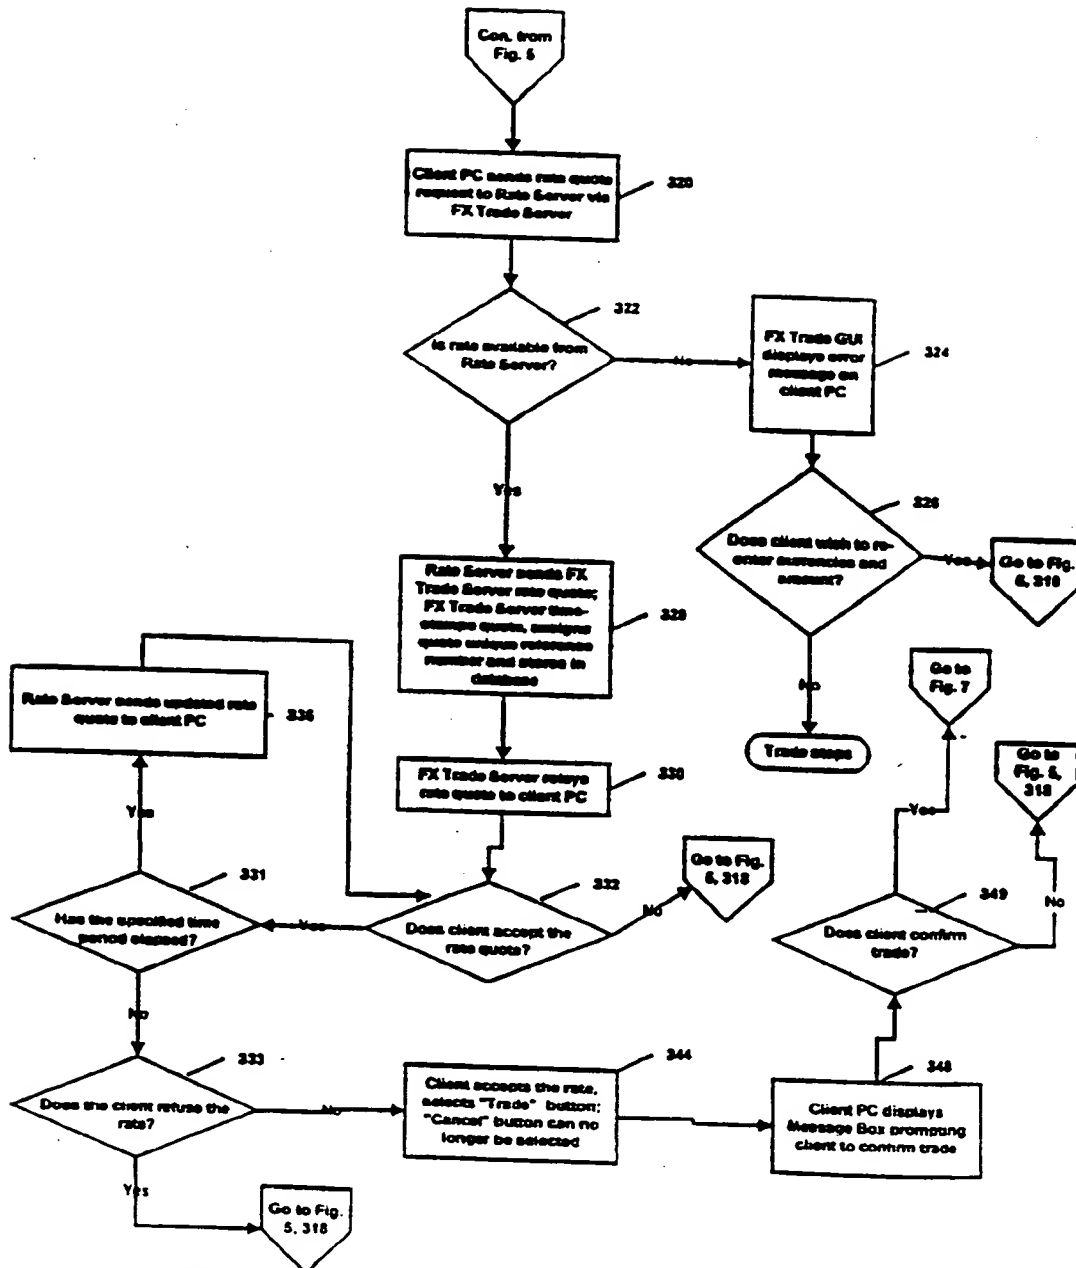 Con. from
Fig. 5
Client PC sends rate quote
request to Rate Server via
FX Trade Server
320
322
Is rate available from
Rate Server?
No
FX Trade GUI
displays error
message on
client PC
324
Yes
326
Does client wish to re-
enter currencies and
amount?
Yes
Go to Fig.
5, 318
No
Trade stops
Rate Server sends FX
Trade Server rate quote;
FX Trade Server time-
stamps quote, assigns
quote unique reference
number and stores in
database
328
Rate Server sends updated rate
quote to client PC
336
FX Trade Server relays
rate quote to client PC
330
Go to
Fig. 7
Go to
Fig. 5,
318
Yes
Yes
331
Has the specified time
period elapsed?
Yes
332
Does client accept the
rate quote?
No
Go to Fig.
5, 318
349
Does client confirm
trade?
No
No
333
Does the client refuse the
rate?
No
344
Client accepts the rate,
selects "Trade" button;
"Cancel" button can no
longer be selected
348
Client PC displays
Message Box prompting
client to confirm trade
Yes
Go to Fig.
5, 318